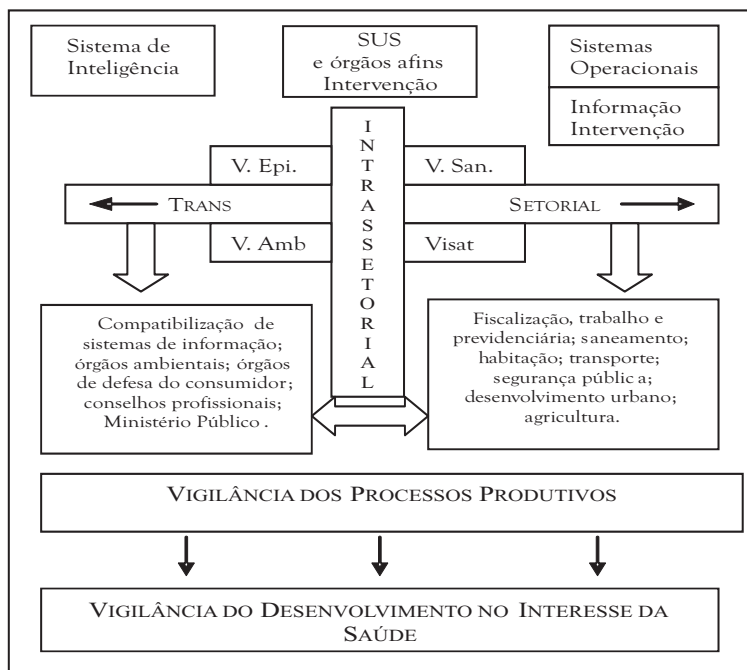 Sistema de
Inteligência
SUS
e órgãos afins
Intervenção
Sistemas
Operacionais
Informação
Intervenção
INTRASSETORIAL
V. Epi.
V. San.
TRANS
SETORIAL
V. Amb
Visat
Compatibilização de
sistemas de informação;
órgãos ambientais; órgãos
de defesa do consumidor;
conselhos profissionais;
Ministério Público .
Fiscalização, trabalho e
previdenciária; saneamento;
habitação; transporte;
segurança públic a;
desenvolvimento urbano;
agricultura.
VIGILÂNCIA DOS PROCESSOS PRODUTIVOS
VIGILÂNCIA DO DESENVOLVIMENTO NO INTERESSE DA
SAÚDE